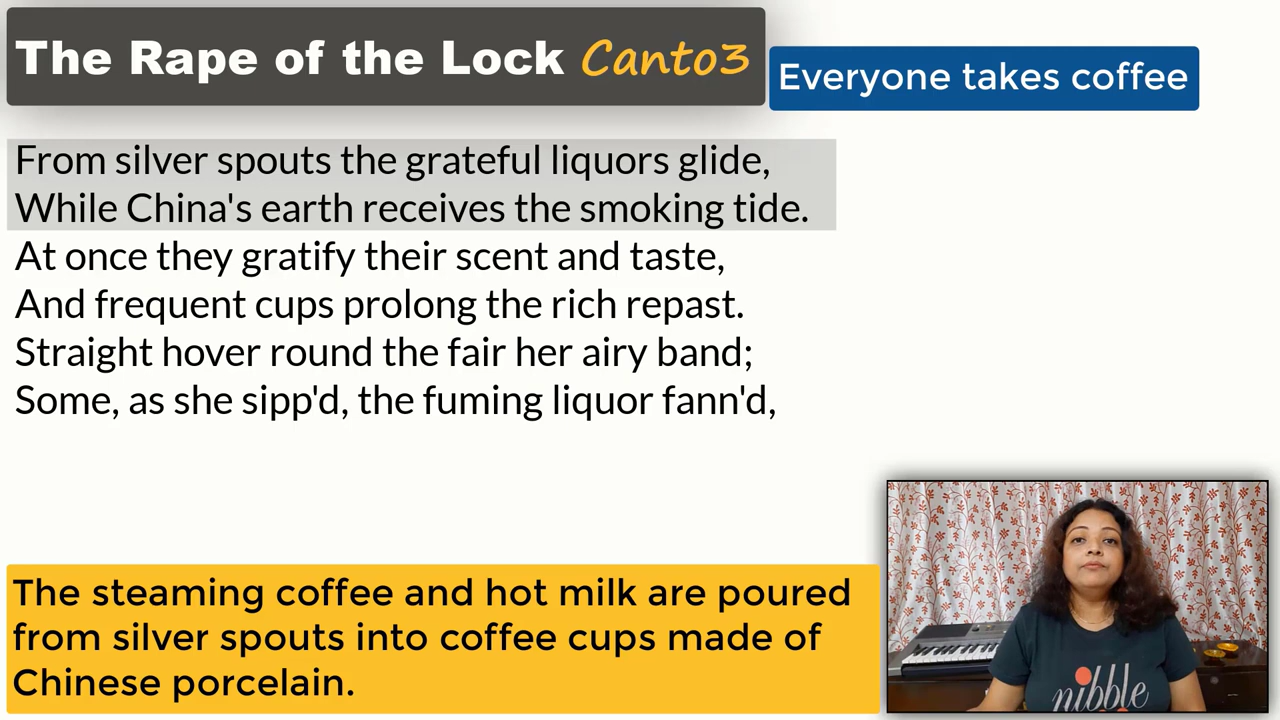 The Rape of the Lock Canto3
Everyone takes coffee
From silver spouts the grateful liquors glide,
While China's earth receives the smoking tide.
At once they gratify their scent and taste,
And frequent cups prolong the rich repast.
Straight hover round the fair her airy band;
Some, as she sipp'd, the fuming liquor fann'd,
The steaming coffee and hot milk are poured
from silver spouts into coffee cups made of
Chinese porcelain.
nibble